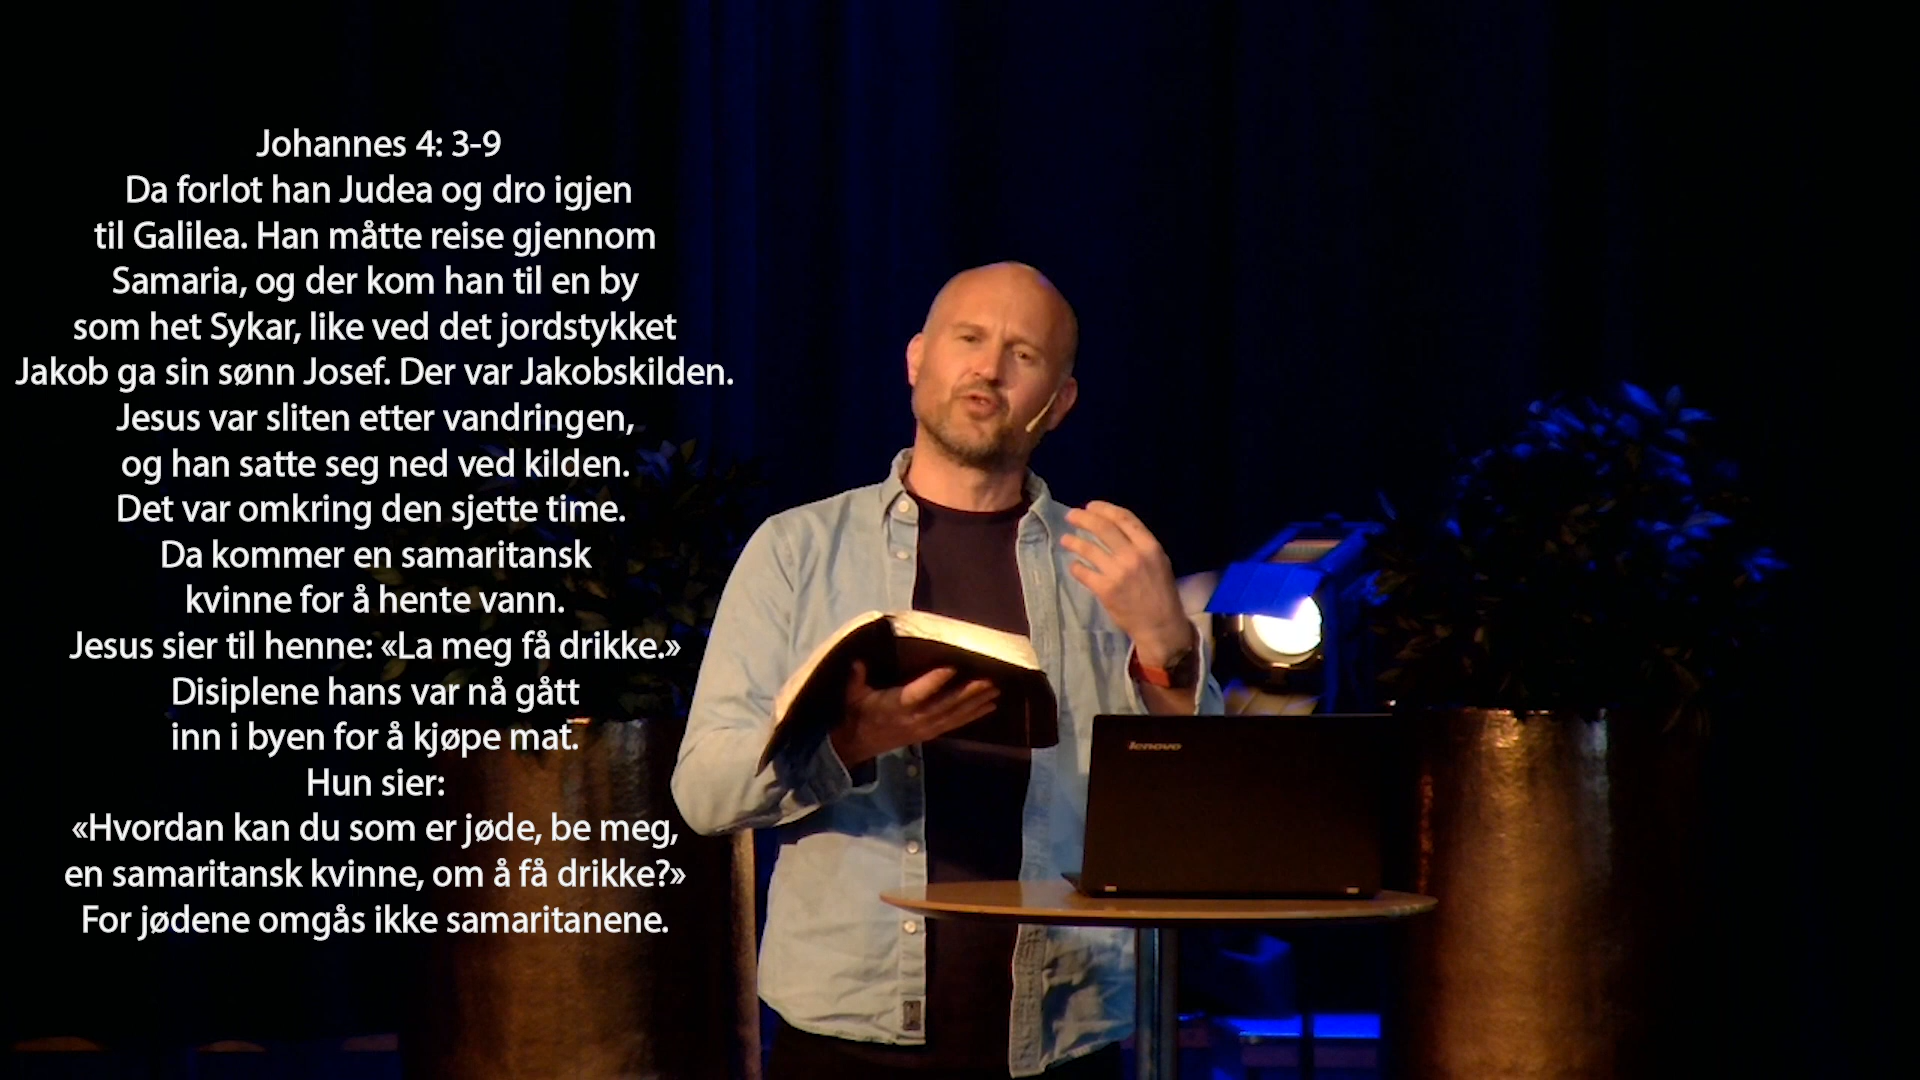 Johannes 4: 3-9
Da forlot han Judea og dro igjen
til Galilea. Han måtte reise gjennom
Samaria, og der kom han til en by
som het Sykar, like ved det jordstykket
Jakob ga sin sønn Josef. Der var Jakobskilden.
Jesus var sliten etter vandringen,
og han satte seg ned ved kilden.
Det var omkring den sjette time.
Da kommer en samaritansk
kvinne for å hente vann.
Jesus sier til henne: «La meg få drikke.»
Disiplene hans var nå gått
inn i byen for å kjøpe mat.
Hun sier:
«Hvordan kan du som er jøde, be meg,
en samaritansk kvinne, om å få drikke?»
For jødene omgås ikke samaritanene.
lenovo